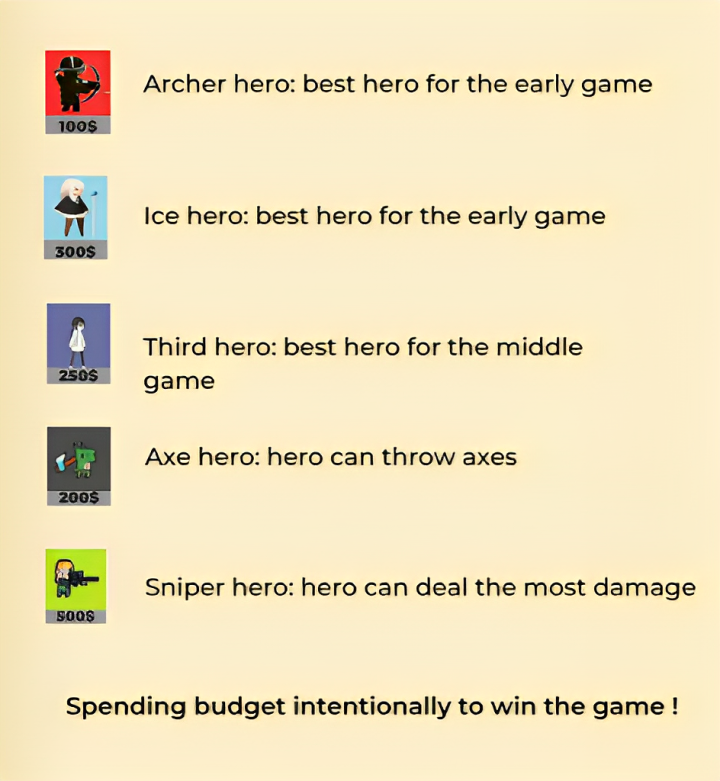 Archer hero: best hero for the early game
100$
Ice hero: best hero for the early game
300$
Third hero: best hero for the middle
game
250$
Axe hero: hero can throw axes
200$
Sniper hero: hero can deal the most damage
500$
Spending budget intentionally to win the game !